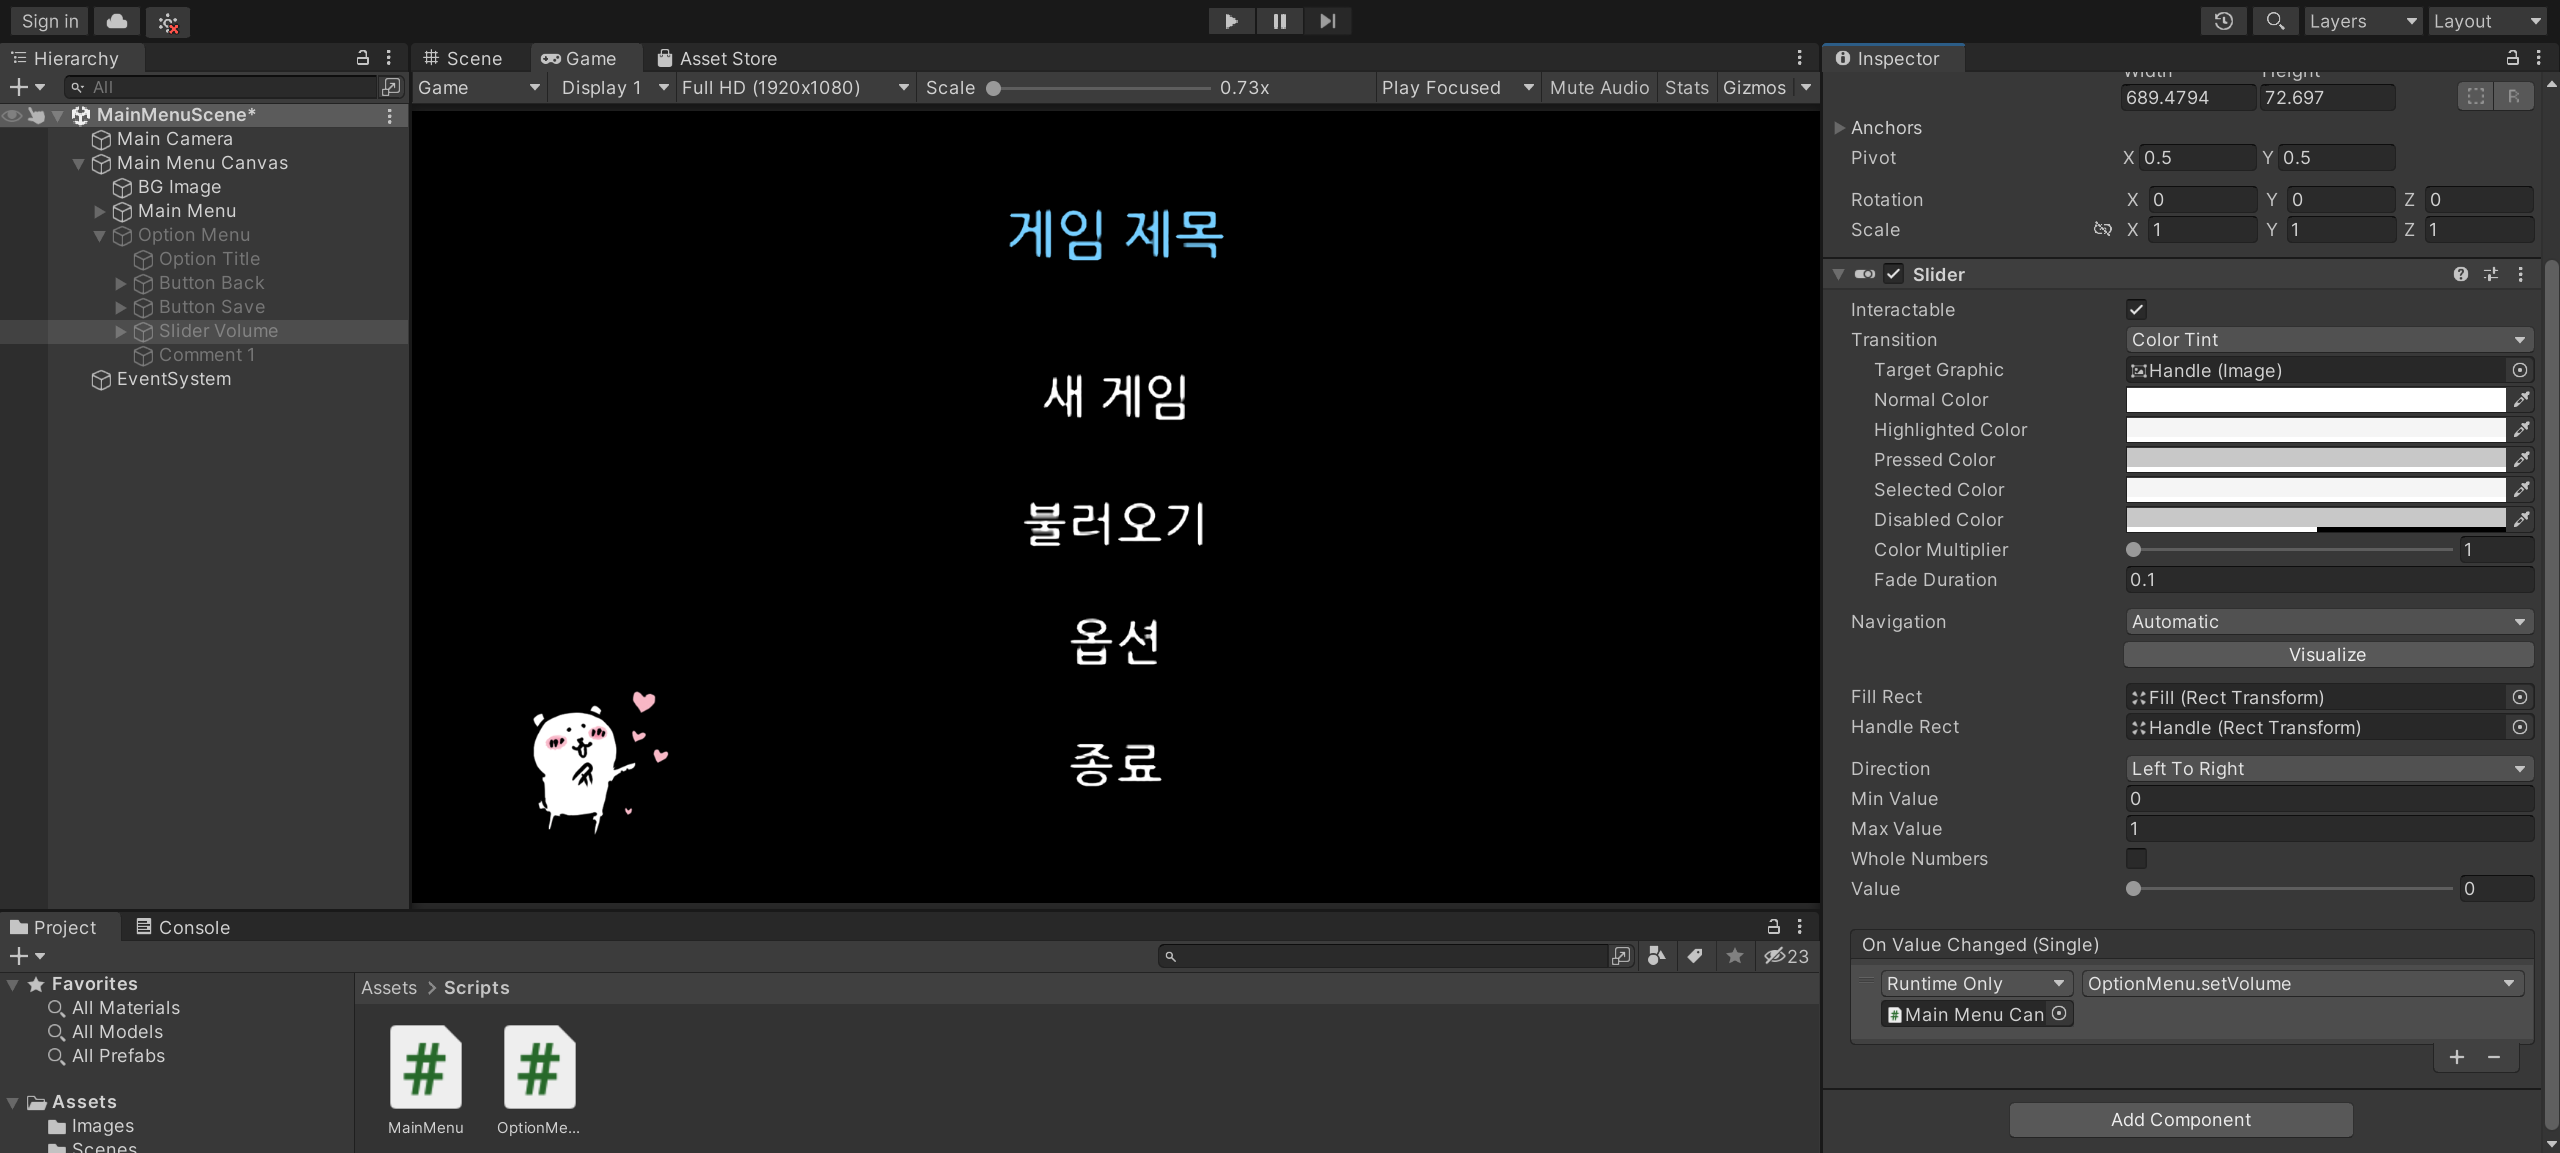 Sign in
Layers
Layout
Hierarchy
All
MainMenuScene*
Main Camera
Main Menu Canvas
BG Image
Main Menu
Option Menu
Option Title
Button Back
Button Save
Slider Volume
Comment 1
EventSystem
Scene
Game
Asset Store
Game
Display 1
Full HD (1920x1080)
Scale
0.73x
Play Focused
Mute Audio
Stats
Gizmos
게임 제목
새 게임
불러오기
옵션
종료
Project
Console
23
Favorites
All Materials
All Models
All Prefabs
Assets
Images
Scenes
Assets > Scripts
MainMenu
OptionMe...
Inspector
Width
Height
689.4794
72.697
R
Anchors
Pivot
X 0.5
Y 0.5
Rotation
X 0
Y 0
Z 0
Scale
X 1
Y 1
Z 1
Slider
Interactable
Transition
Color Tint
Target Graphic
Handle (Image)
Normal Color
Highlighted Color
Pressed Color
Selected Color
Disabled Color
Color Multiplier
1
Fade Duration
0.1
Navigation
Automatic
Visualize
Fill Rect
Fill (Rect Transform)
Handle Rect
Handle (Rect Transform)
Direction
Left To Right
Min Value
0
Max Value
1
Whole Numbers
Value
0
On Value Changed (Single)
Runtime Only
OptionMenu.setVolume
Main Menu Can
Add Component